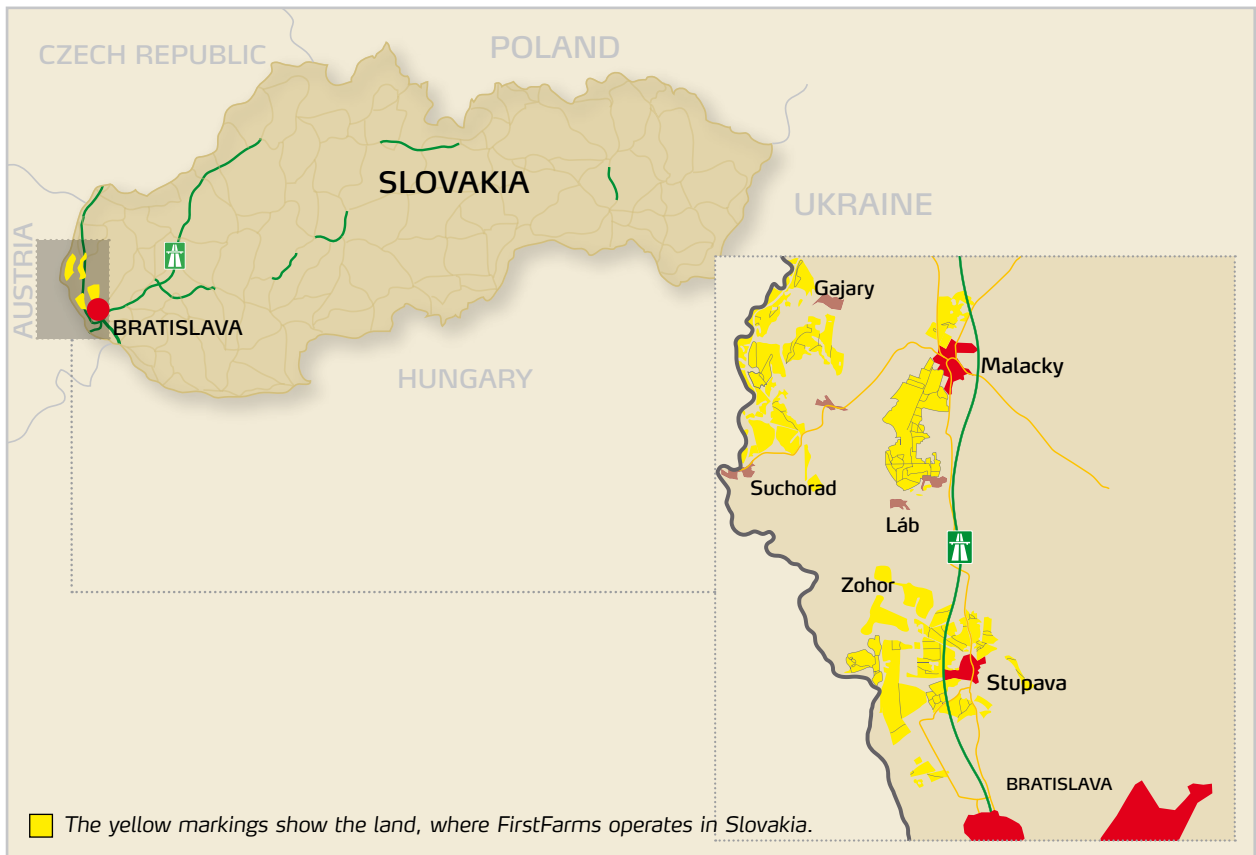 CZECH REPUBLIC
POLAND
SLOVAKIA
UKRAINE
AUSTRIA
BRATISLAVA
HUNGARY
Gajary
Malacky
Suchorad
Láb
Zohor
Stupava
BRATISLAVA
The yellow markings show the land, where FirstFarms operates in Slovakia.